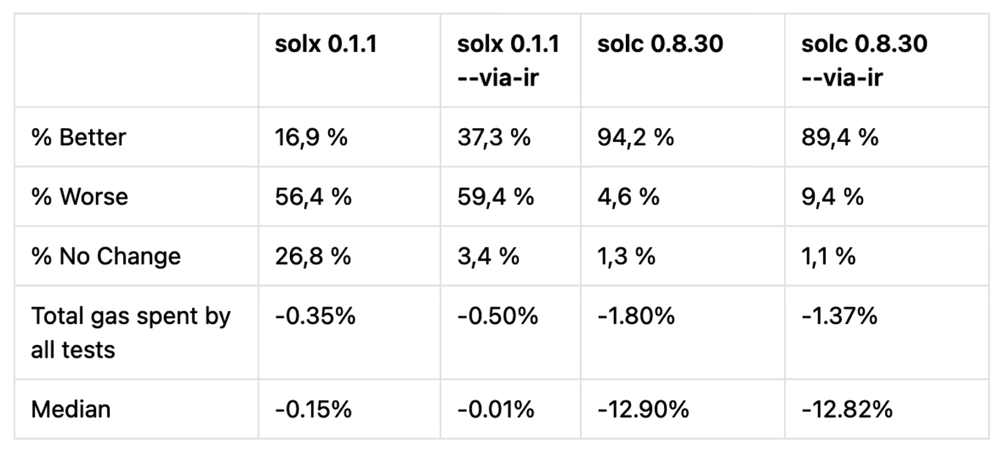 solx 0.1.1 solx 0.1.1 solc 0.8.30 solc 0.8.30
--via-ir --via-ir
% Better 16,9 % 37,3 % 94,2 % 89,4 %
% Worse 56,4 % 59,4 % 4,6 % 9,4 %
% No Change 26,8 % 3,4 % 1,3 % 1,1 %
Total gas spent by -0.35% -0.50% -1.80% -1.37%
all tests
Median -0.15% -0.01% -12.90% -12.82%